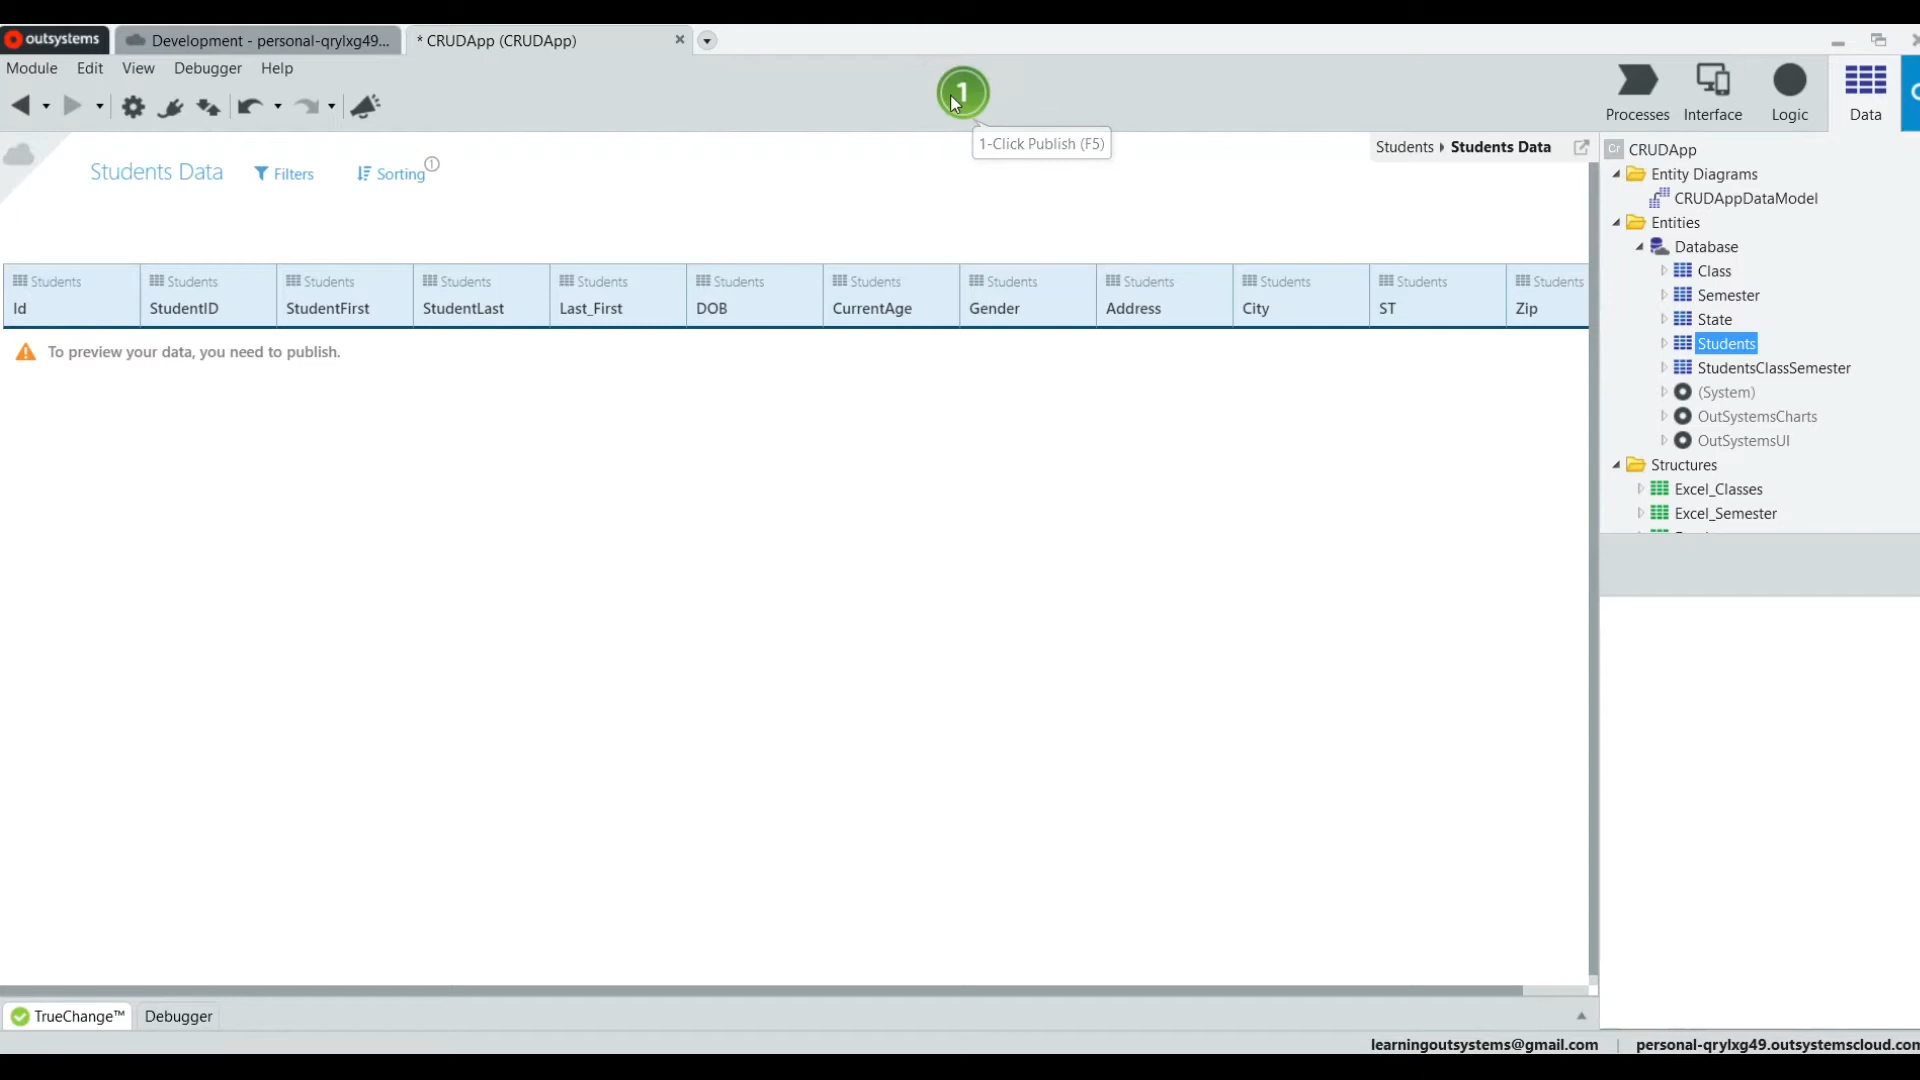 outsystems
Development - personal-qrylxg49...
* CRUDApp (CRUDApp)
Module Edit View Debugger Help
1
1-Click Publish (F5)
Processes Interface Logic Data
Students Data Filters Sorting 1
Students Students Data
Students Students Students Students Students Students Students Students Students Students Students Students
Id StudentID StudentFirst StudentLast Last_First DOB CurrentAge Gender Address City ST Zip
To preview your data, you need to publish.
Cr CRUDApp
Entity Diagrams
CRUDAppDataModel
Entities
Database
Class
Semester
State
Students
StudentsClassSemester
(System)
OutSystemsCharts
OutSystemsUI
Structures
Excel_Classes
Excel_Semester
TrueChange™ Debugger
learningoutsystems@gmail.com | personal-qrylxg49.outsystemscloud.com